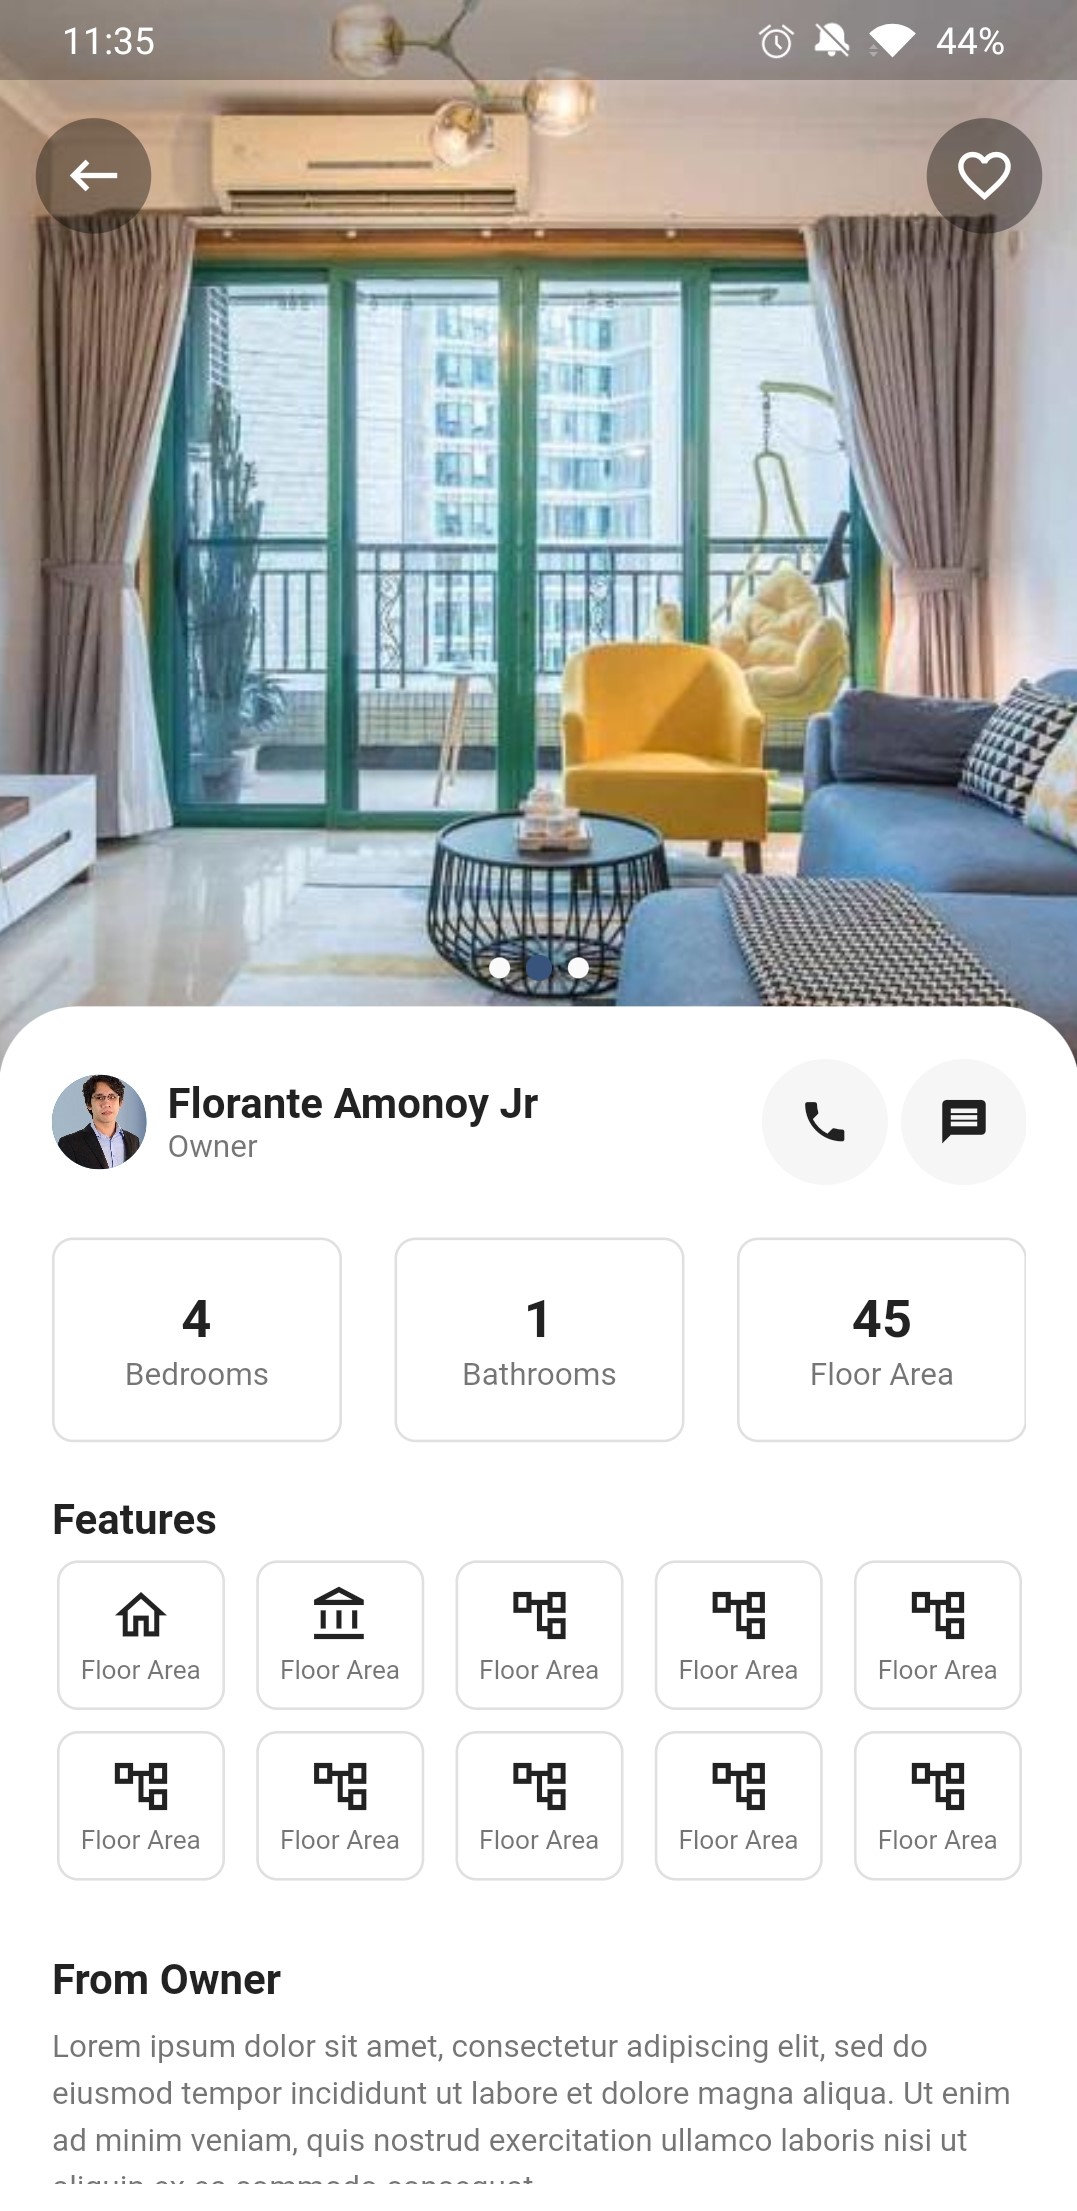 11:35 44%
Florante Amonoy Jr
Owner
4 1 45
Bedrooms Bathrooms Floor Area
Features
Floor Area Floor Area Floor Area Floor Area Floor Area
Floor Area Floor Area Floor Area Floor Area Floor Area
From Owner
Lorem ipsum dolor sit amet, consectetur adipiscing elit, sed do
eiusmod tempor incididunt ut labore et dolore magna aliqua. Ut enim
ad minim veniam, quis nostrud exercitation ullamco laboris nisi ut